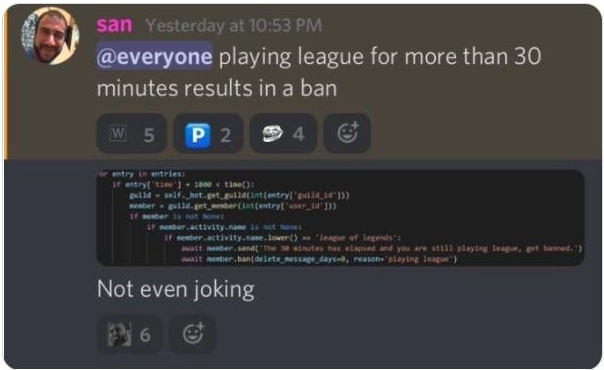 san Yesterday at 10:53 PM
@everyone playing league for more than 30
minutes results in a ban
W 5 P 2 4
or entry in entries:
if entry['time'] + 1800 < time():
guild = self._bot.get_guild(int(entry['guild_id']))
member = guild.get_member(int(entry['user_id']))
if member is not None:
if member.activity.name is not None:
if member.activity.name.lower() == 'league of legends':
await member.send('The 30 minutes has elapsed and you are still playing league, get banned.')
await member.ban(delete_message_days=0, reason='playing league')
Not even joking
6